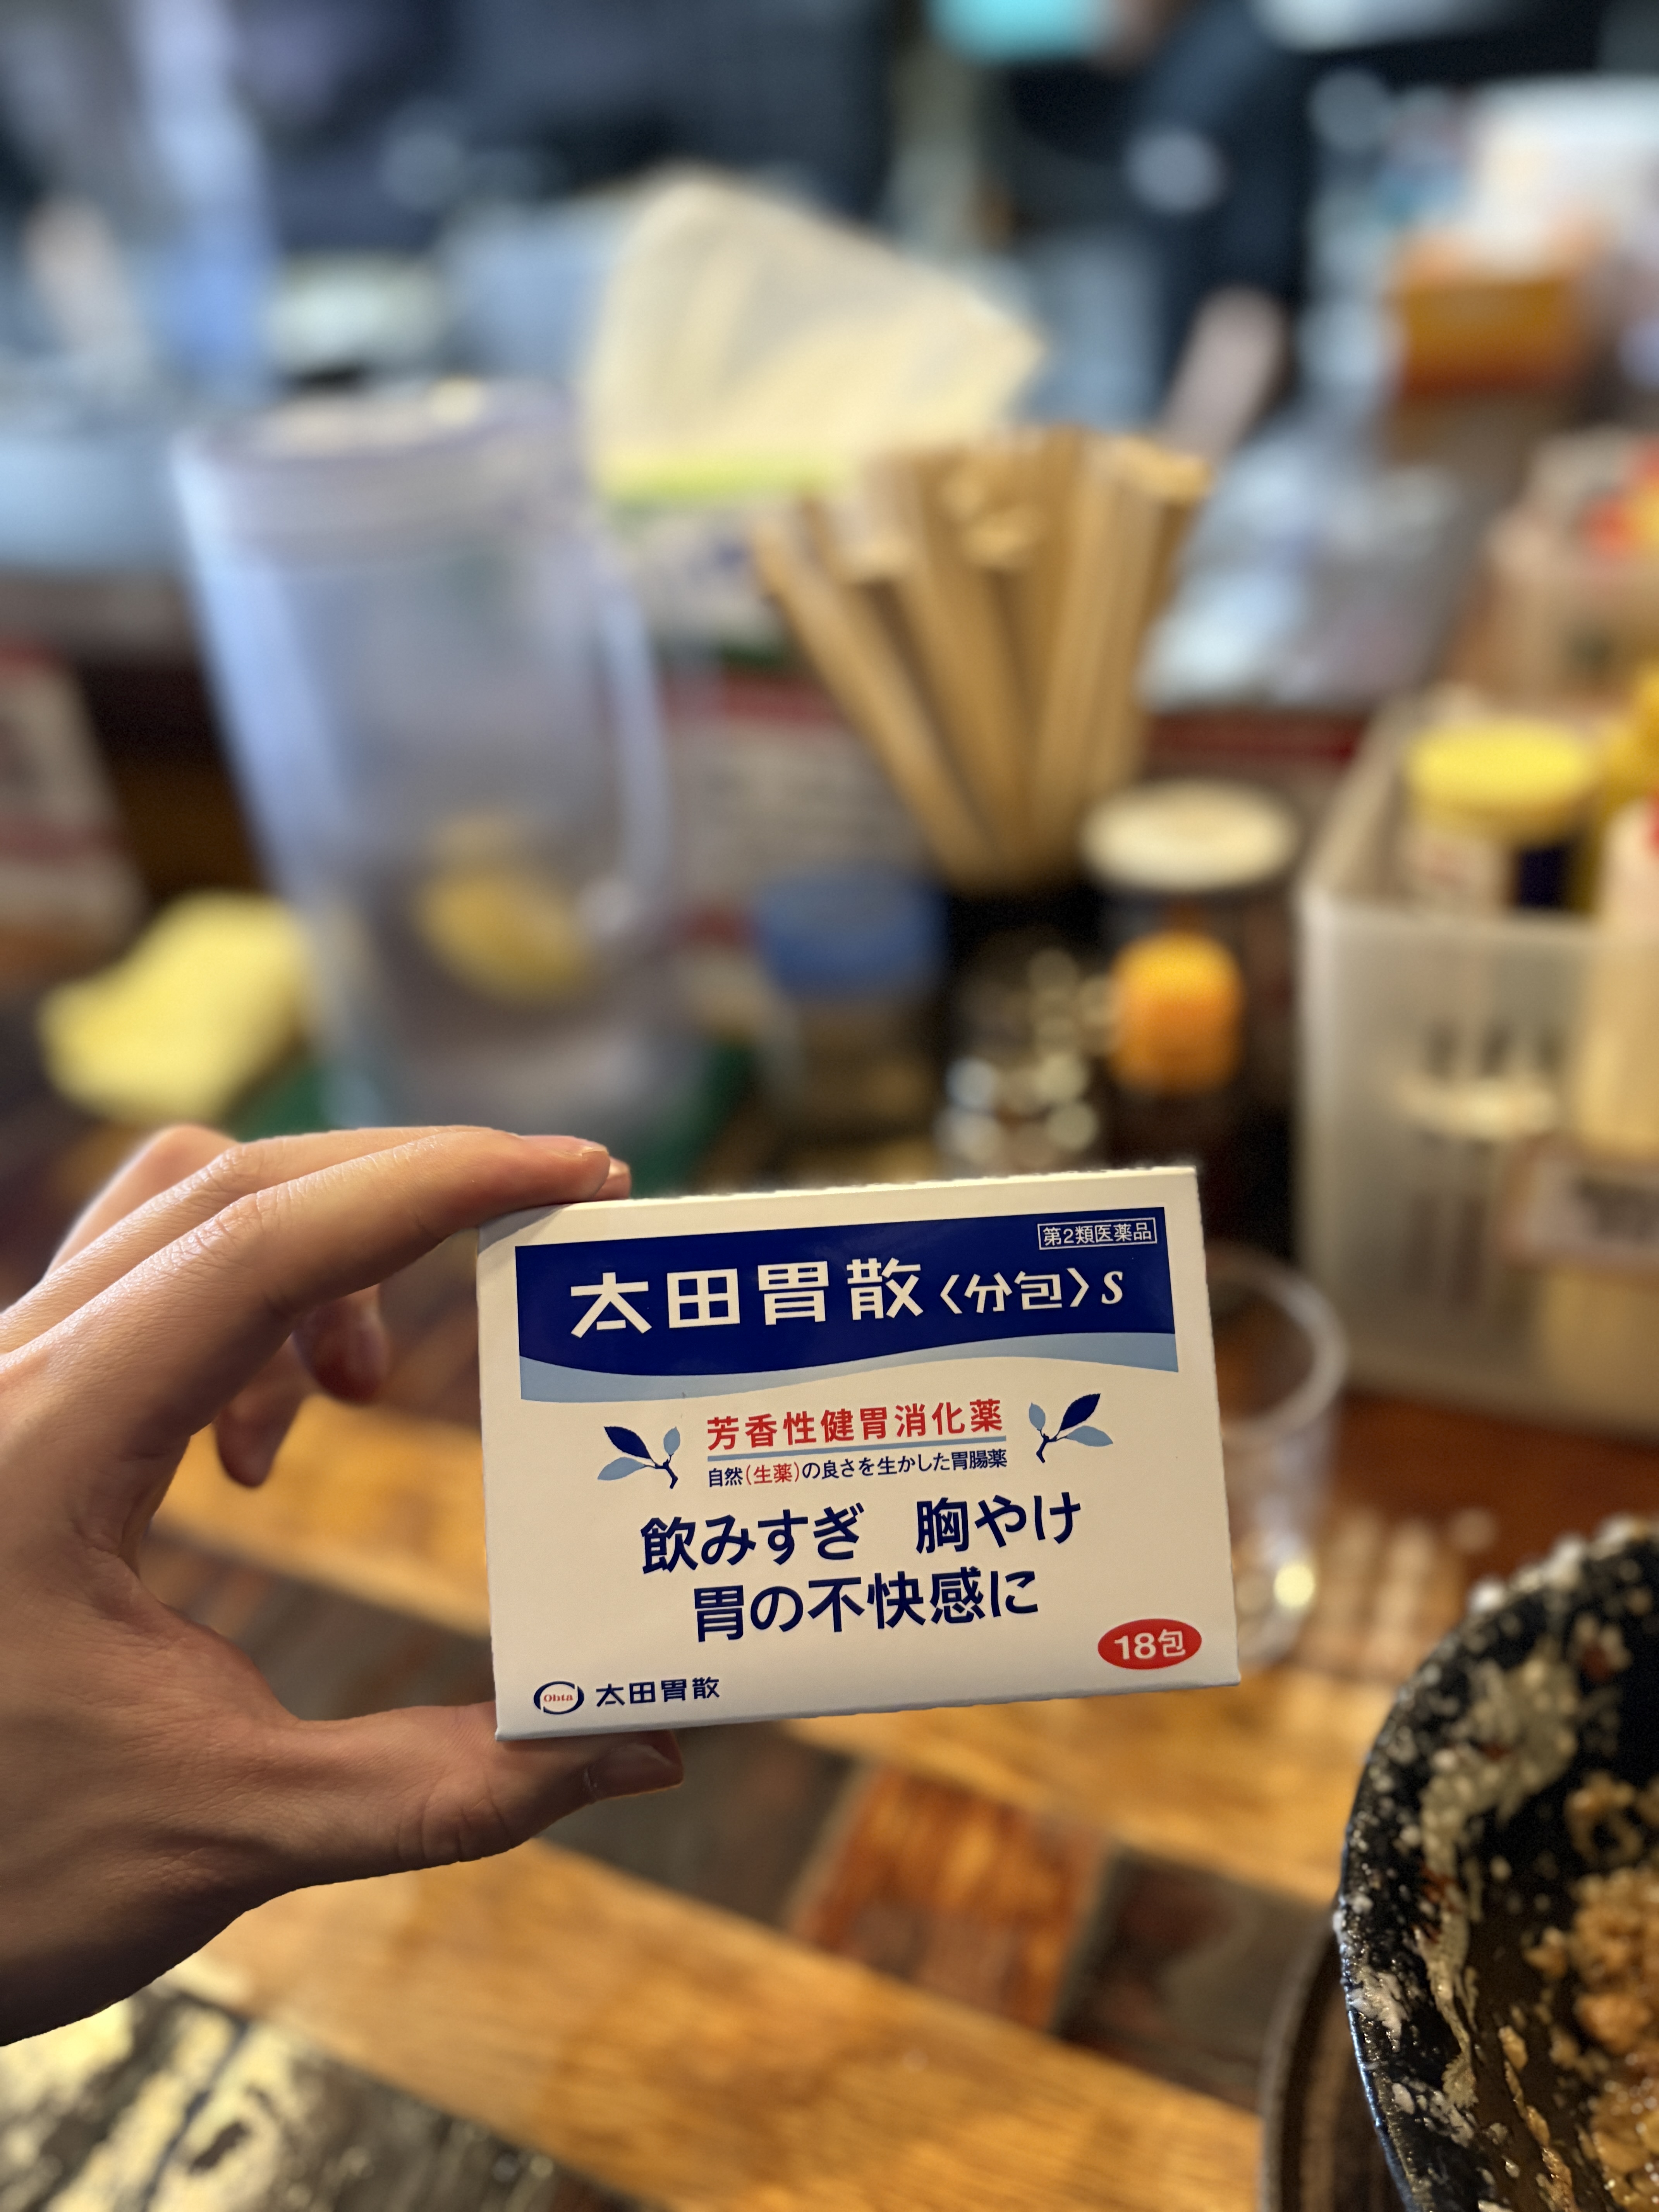 第2類医薬品
太田胃散〈分包〉S
芳香性健胃消化薬
自然(生薬)の良さを生かした胃腸薬
飲みすぎ 胸やけ
胃の不快感に
18包
Ohta 太田胃散